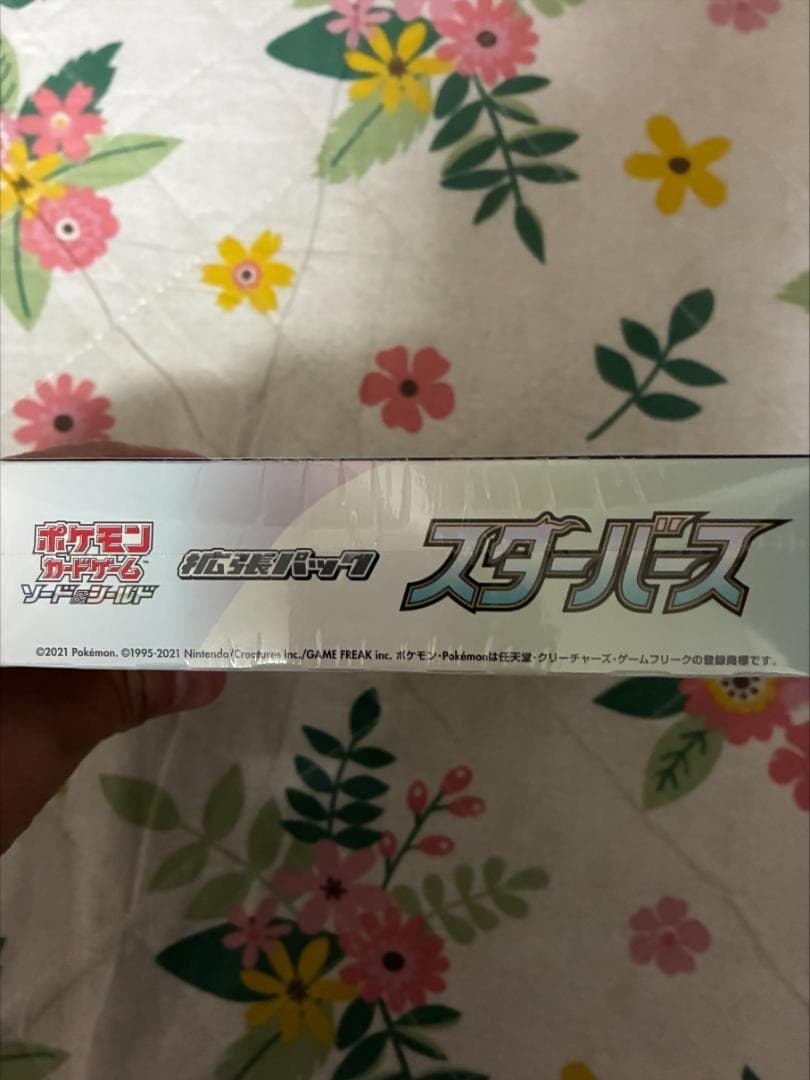 ポケモン
カードゲーム™
ソード&シールド
拡張パック
スターバース
©2021 Pokémon. ©1995-2021 Nintendo/Creatures Inc./GAME FREAK inc. ポケモン・Pokémonは任天堂・クリーチャーズ・ゲームフリークの登録商標です。